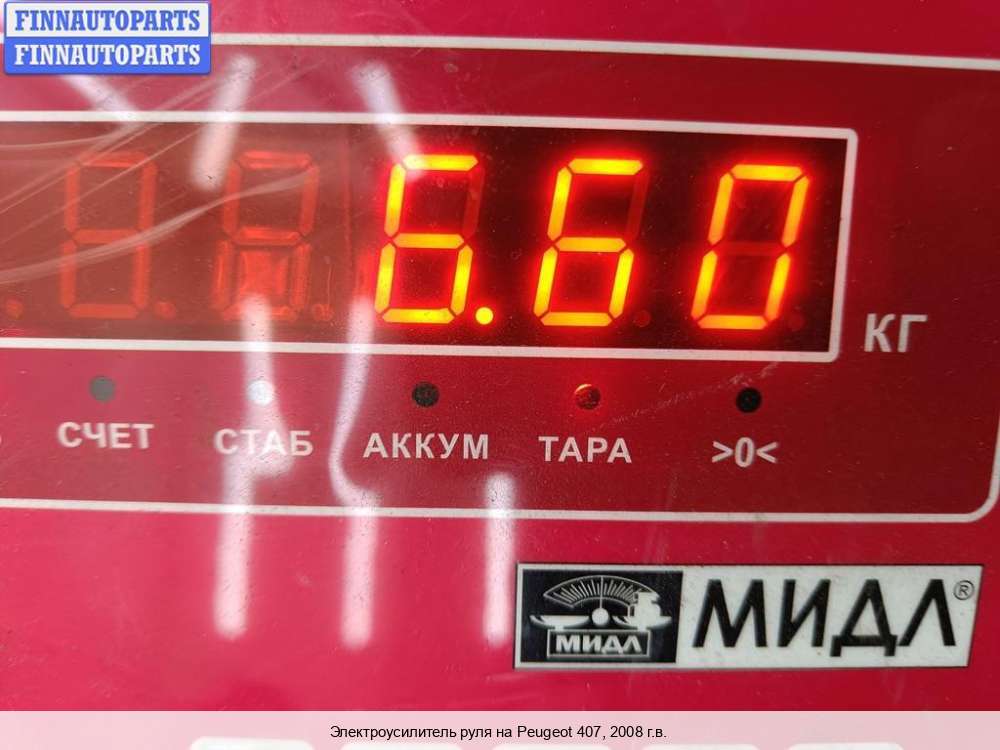 FINNAUTOPARTS
FINNAUTOPARTS
6.60
КГ
СЧЕТ СТАБ АККУМ ТАРА >0<
МИДЛ МИДЛ®
Электроусилитель руля на Peugeot 407, 2008 г.в.